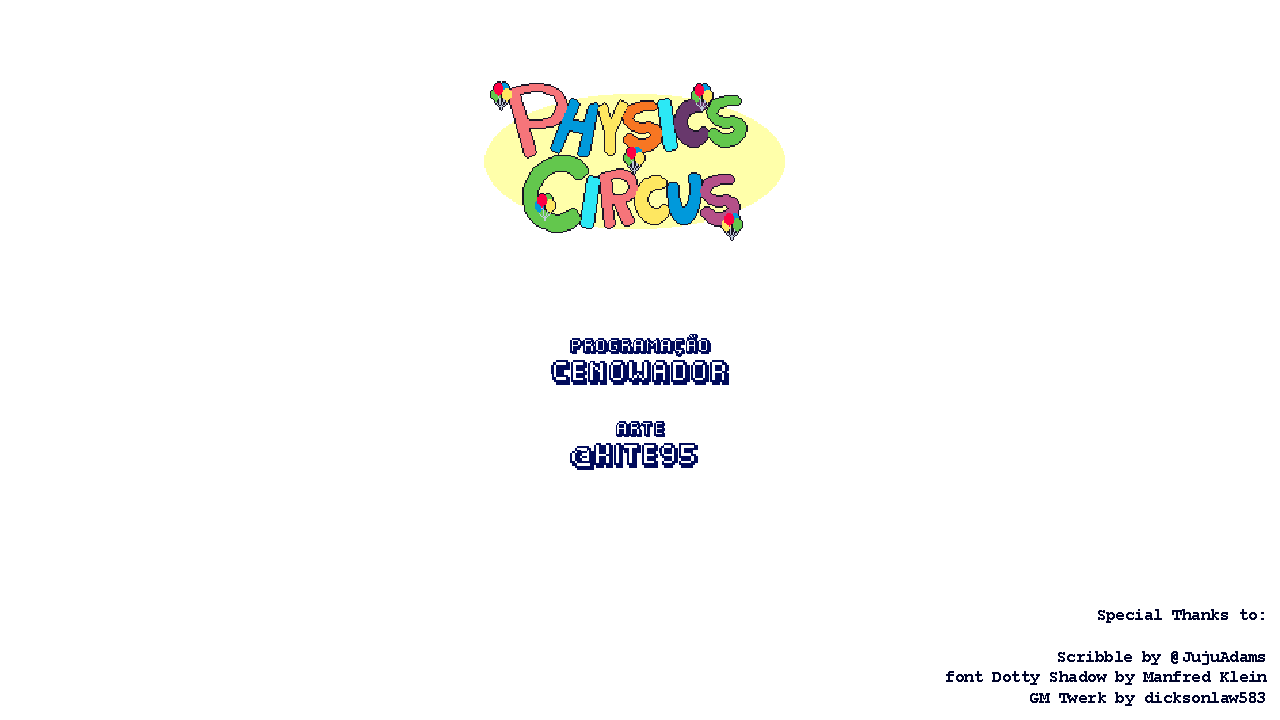 PHYSICS
CIRCUS
PROGRAMAÇÃO
CENOWADOR
ARTE
@KITE95
Special Thanks to:
Scribble by @JujuAdams
font Dotty Shadow by Manfred Klein
GM Twerk by dicksonlaw583